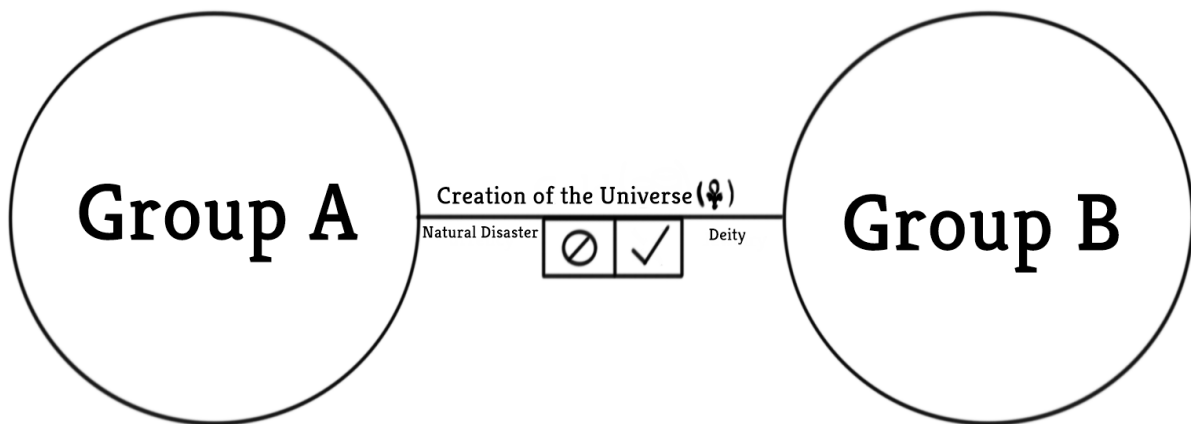 Group A
Creation of the Universe (☥)
Natural Disaster
Deity
Group B